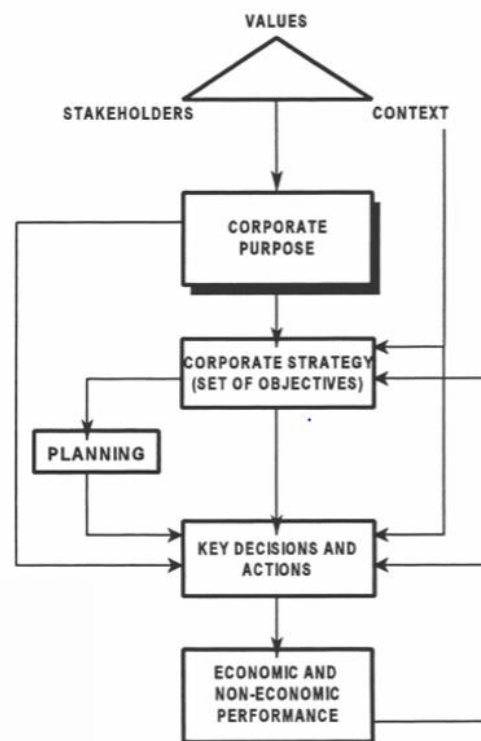 VALUES
STAKEHOLDERS
CONTEXT
CORPORATE
PURPOSE
CORPORATE STRATEGY
(SET OF OBJECTIVES)
PLANNING
KEY DECISIONS AND
ACTIONS
ECONOMIC AND
NON-ECONOMIC
PERFORMANCE